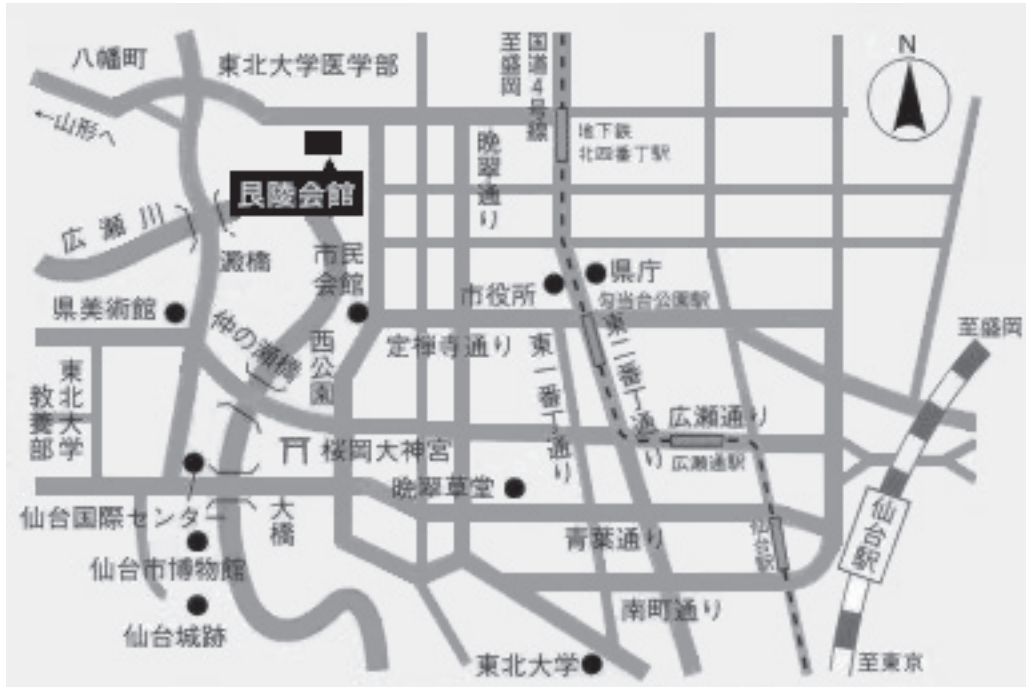 八幡町
東北大学医学部
←山形へ
艮陵会館
国道4号線
至盛岡
地下鉄
北四番丁駅
晩翠通り
N
広瀬川
澱橋
市民
会館
県美術館
仲の瀬橋
西公園
市役所
県庁
勾当台公園駅
定禅寺通り
東一番丁通り
東二番丁通り
至盛岡
東北大学
教養部
桜岡大神宮
広瀬通り
広瀬通駅
晩翠草堂
仙台国際センター
大橋
青葉通り
仙台駅
仙台駅
仙台市博物館
南町通り
仙台城跡
東北大学
至東京